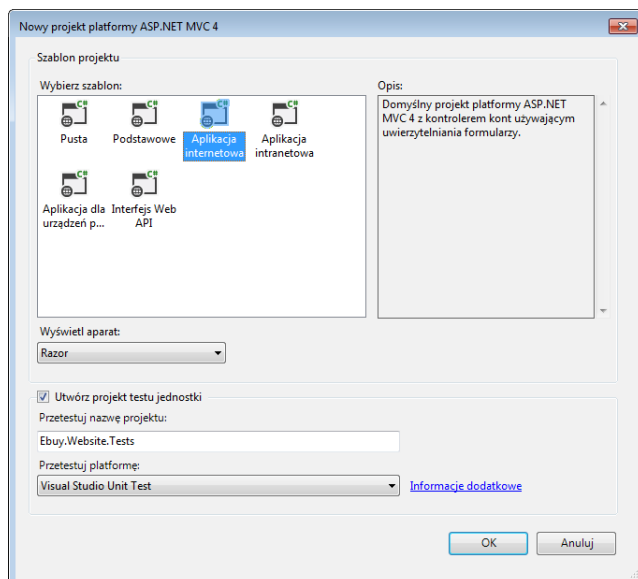 Nowy projekt platformy ASP.NET MVC 4
Szablon projektu
Wybierz szablon:
Opis:
C# C# C# C#
Pusta Podstawowe Aplikacja internetowa Aplikacja intranetowa
C# C#
Aplikacja dla urządzeń p... Interfejs Web API
Domyślny projekt platformy ASP.NET
MVC 4 z kontrolerem kont używającym
uwierzytelniania formularzy.
Wyświetl aparat:
Razor
Utwórz projekt testu jednostki
Przetestuj nazwę projektu:
Ebuy.Website.Tests
Przetestuj platformę:
Visual Studio Unit Test
Informacje dodatkowe
OK Anuluj